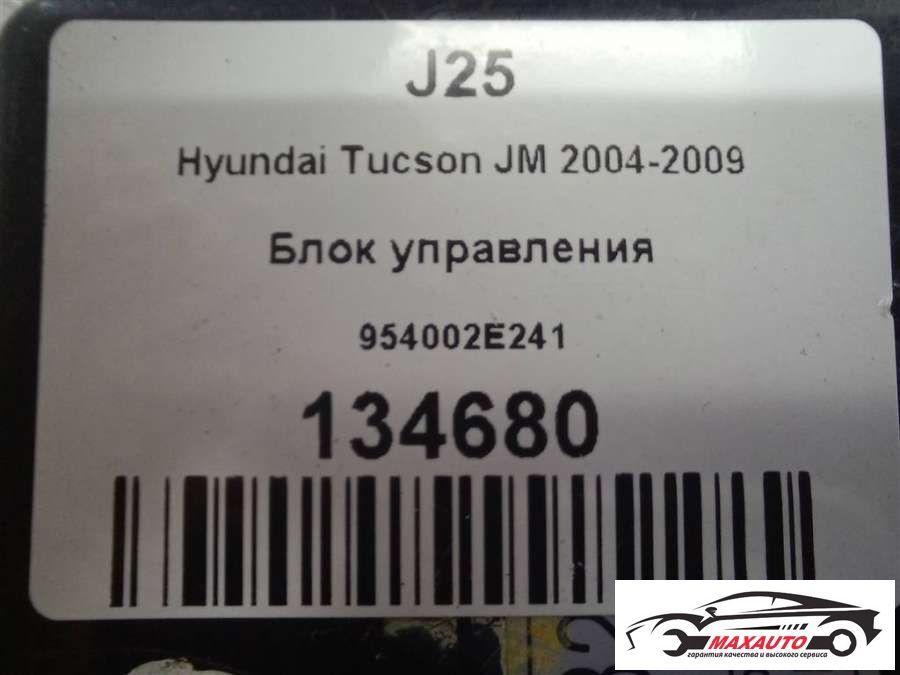 J25
Hyundai Tucson JM 2004-2009
Блок управления
954002E241
134680
MAXAUTO
гарантия качества и высокого сервиса